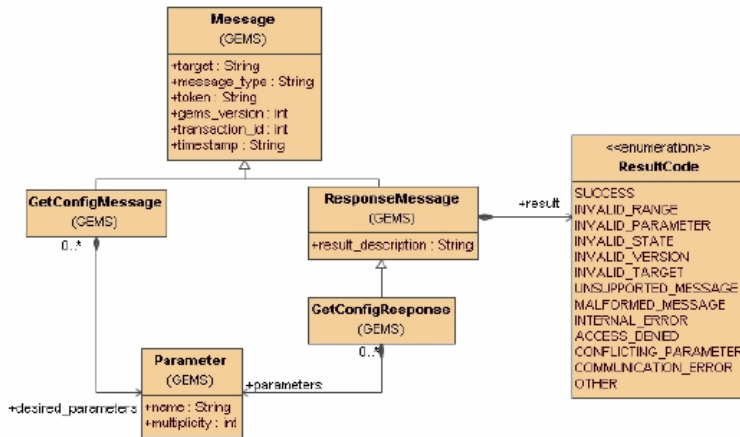 Message
(GEMS)
+target : String
+message_type : String
+token : String
+gems_version : int
+transaction_id : int
+timestamp : String
<<enumeration>>
ResultCode
SUCCESS
INVALID_RANGE
INVALID_PARAMETER
INVALID_STATE
INVALID_VERSION
INVALID_TARGET
UNSUPPORTED_MESSAGE
MALFORMED_MESSAGE
INTERNAL_ERROR
ACCESS_DENIED
CONFLICTING_PARAMETER
COMMUNICATION_ERROR
OTHER
GetConfigMessage
(GEMS)
0..*
ResponseMessage
(GEMS)
+result_description : String
+result
GetConfigResponse
(GEMS)
0..*
Parameter
(GEMS)
+name : String
+multiplicity : int
+desired_parameters
+parameters